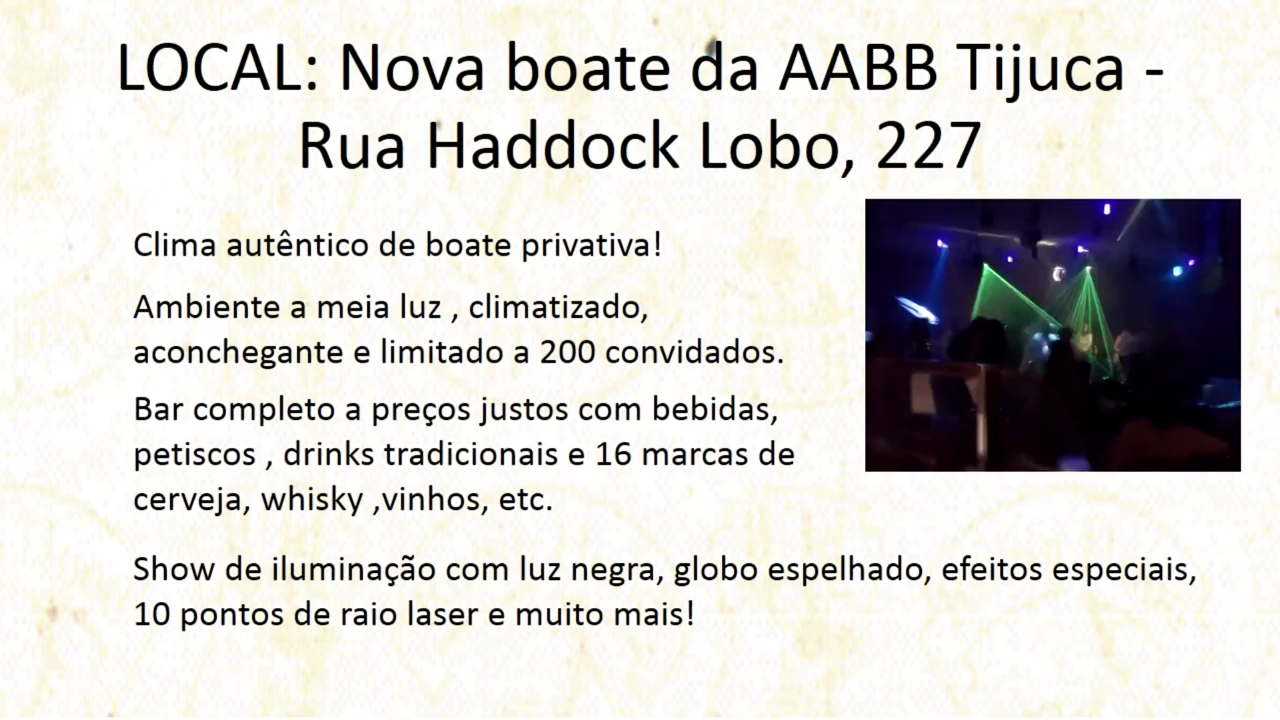 LOCAL: Nova boate da AABB Tijuca -
Rua Haddock Lobo, 227
Clima autêntico de boate privativa!
Ambiente a meia luz , climatizado,
aconchegante e limitado a 200 convidados.
Bar completo a preços justos com bebidas,
petiscos , drinks tradicionais e 16 marcas de
cerveja, whisky ,vinhos, etc.
Show de iluminação com luz negra, globo espelhado, efeitos especiais,
10 pontos de raio laser e muito mais!